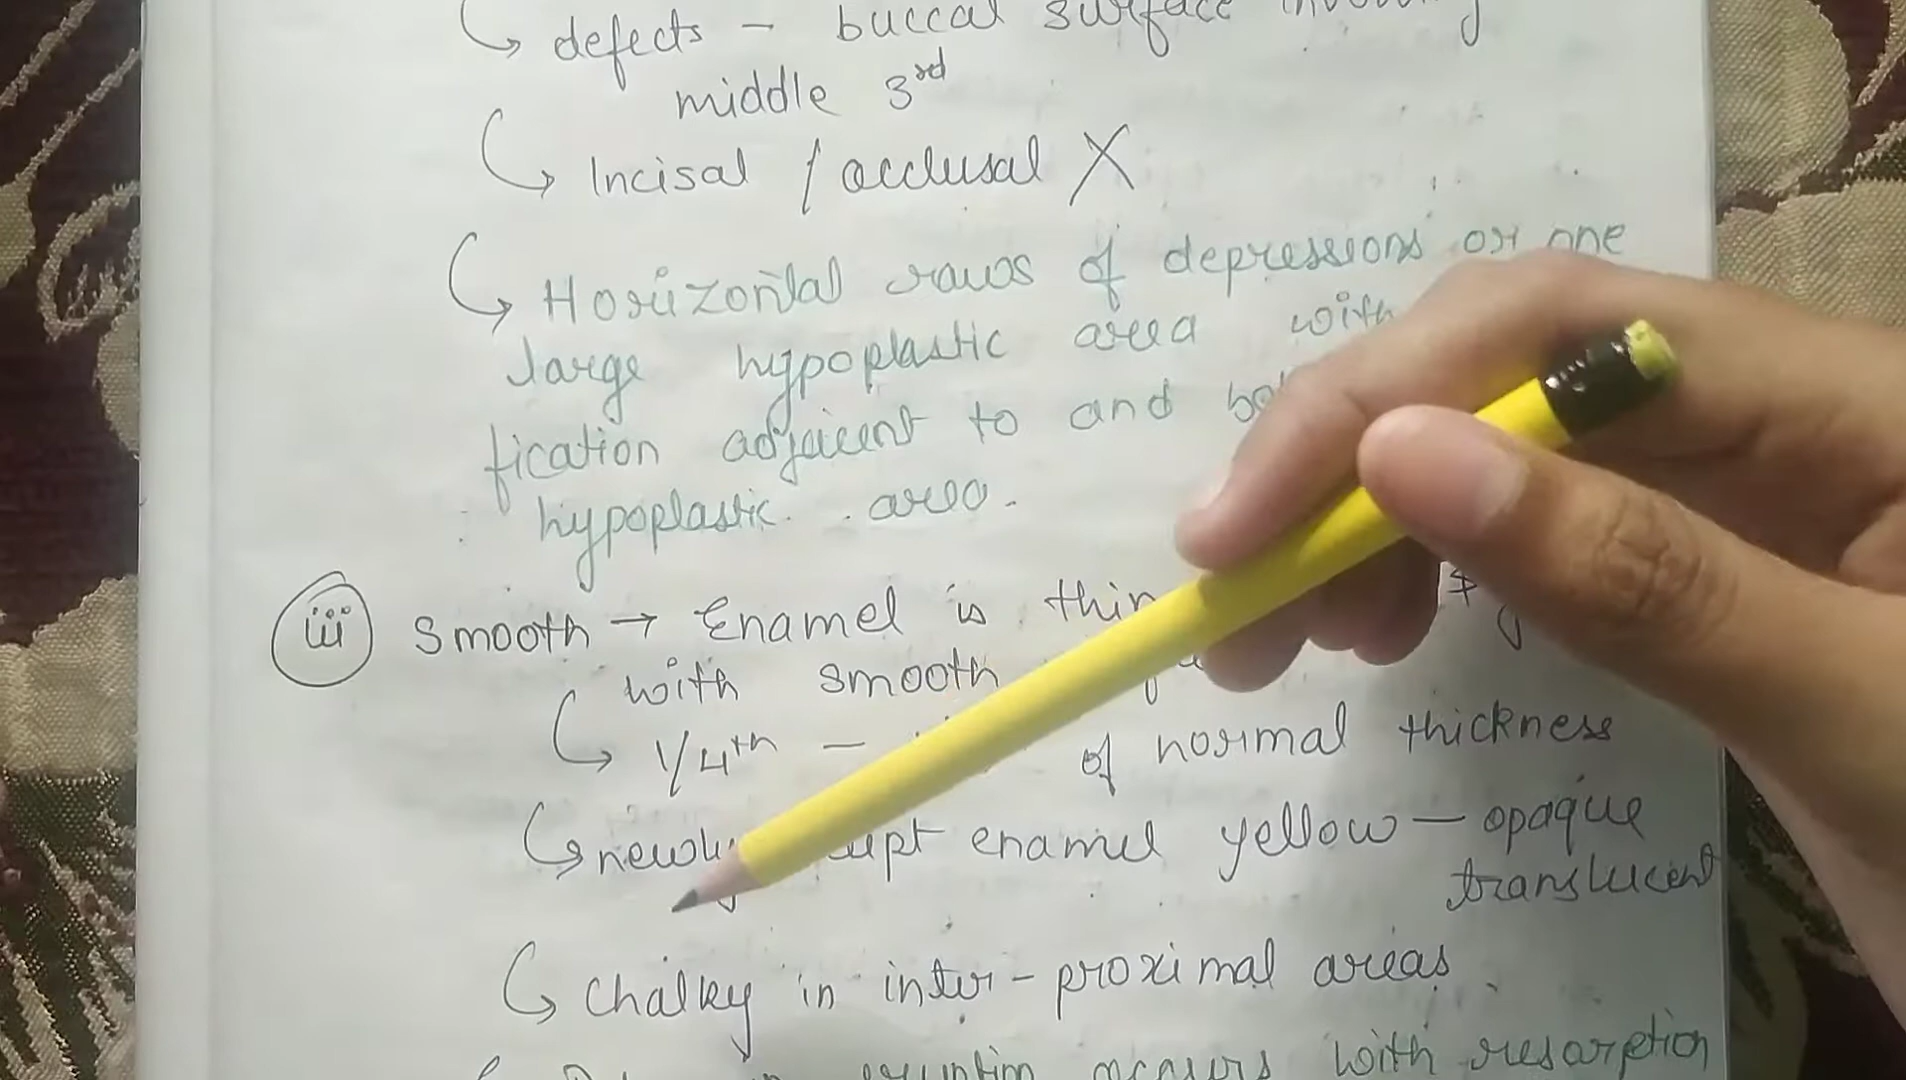 ↳ defects - buccal surface
middle 3rd
↳ Incisal / occlusal X
↳ Horizontal rows of depressions or one
large hypoplastic area with
fication adjacent to and
hypoplastic area.
iii Smooth → Enamel is thin
with smooth
↳ 1/4th - of normal thickness
↳ enamel yellow - opaque
translucent
↳ Chalky in inter-proximal areas.
eruption occurs with resorption